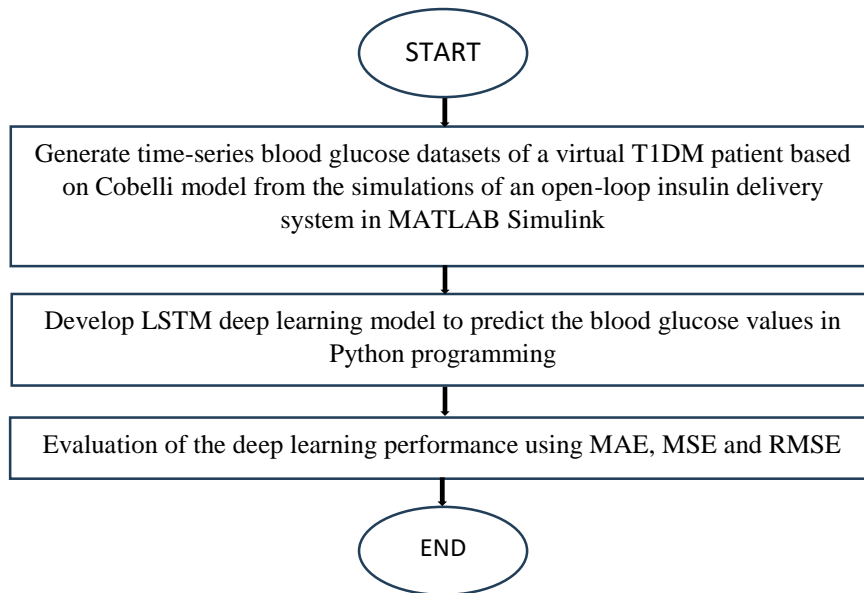 START
Generate time-series blood glucose datasets of a virtual T1DM patient based
on Cobelli model from the simulations of an open-loop insulin delivery
system in MATLAB Simulink
Develop LSTM deep learning model to predict the blood glucose values in
Python programming
Evaluation of the deep learning performance using MAE, MSE and RMSE
END